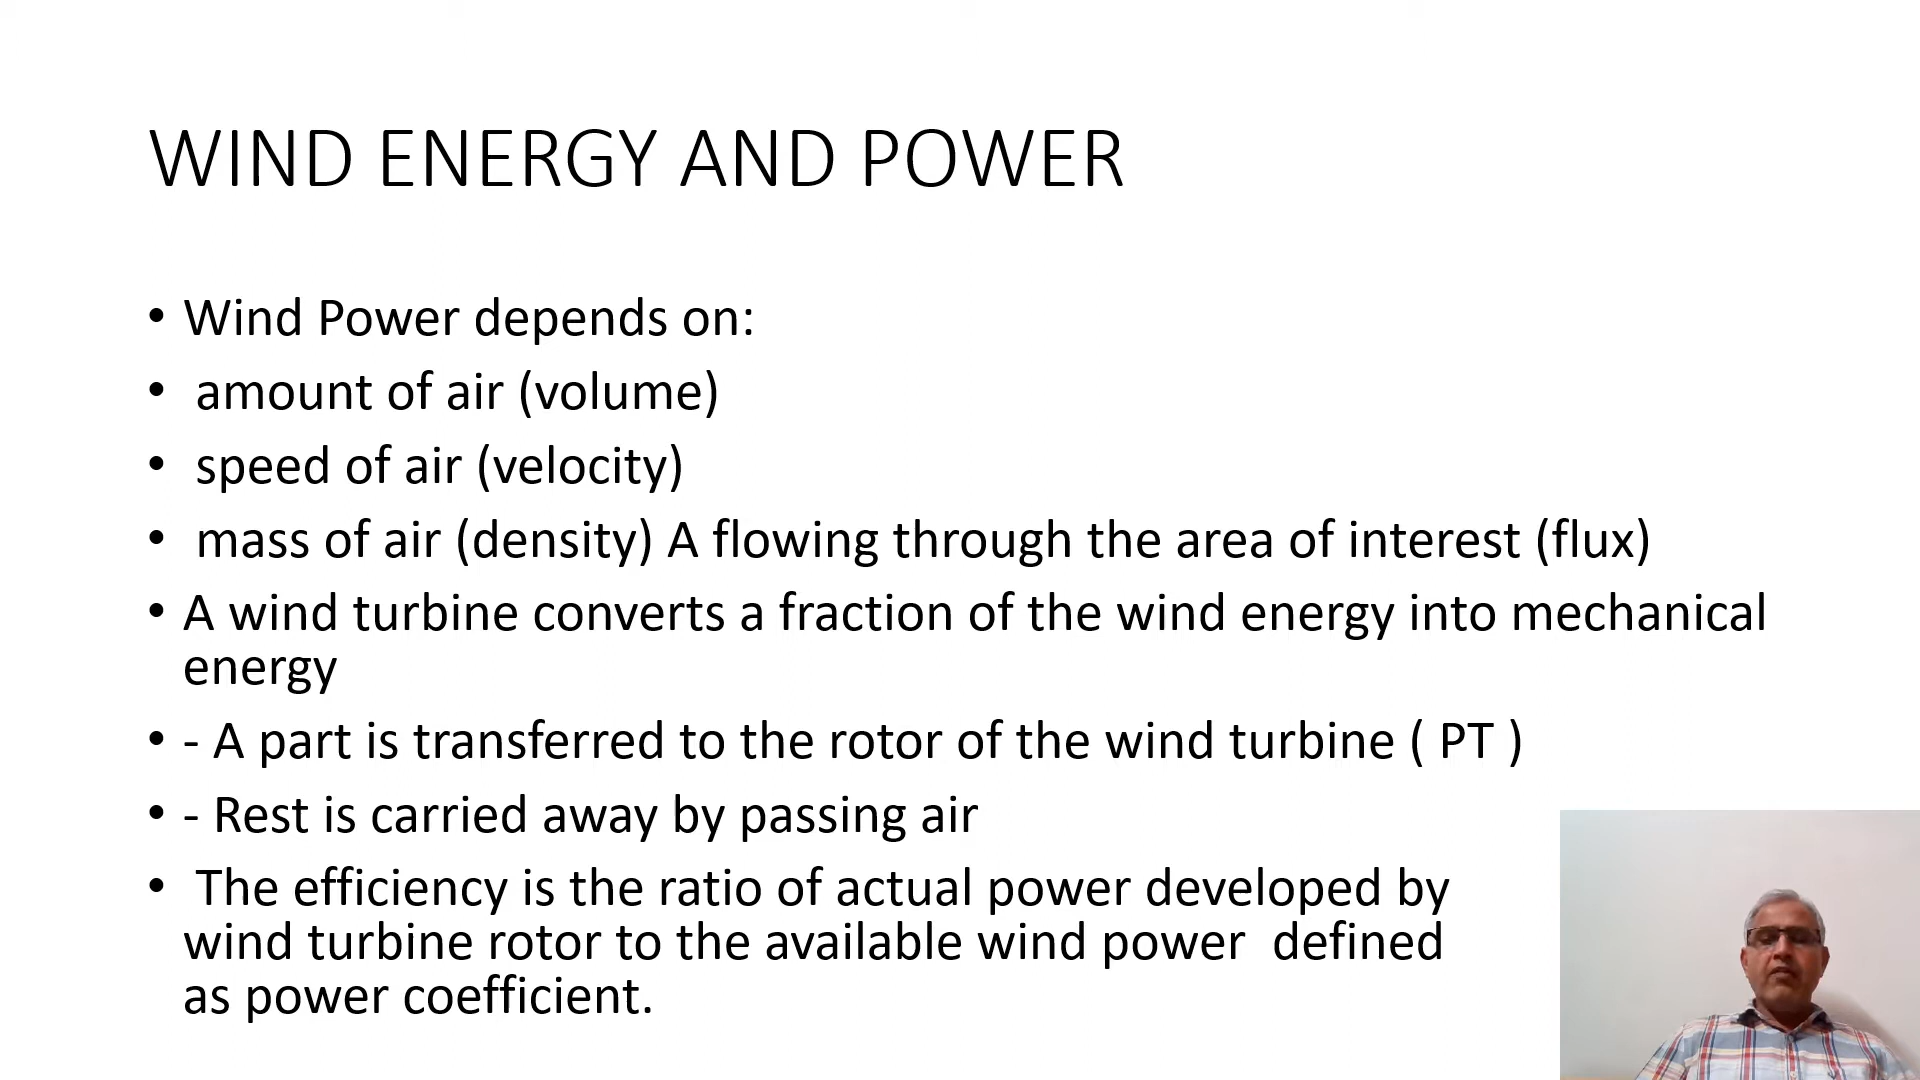 WIND ENERGY AND POWER
• Wind Power depends on:
• amount of air (volume)
• speed of air (velocity)
• mass of air (density) A flowing through the area of interest (flux)
• A wind turbine converts a fraction of the wind energy into mechanical
energy
• - A part is transferred to the rotor of the wind turbine ( PT )
• - Rest is carried away by passing air
• The efficiency is the ratio of actual power developed by
wind turbine rotor to the available wind power defined
as power coefficient.